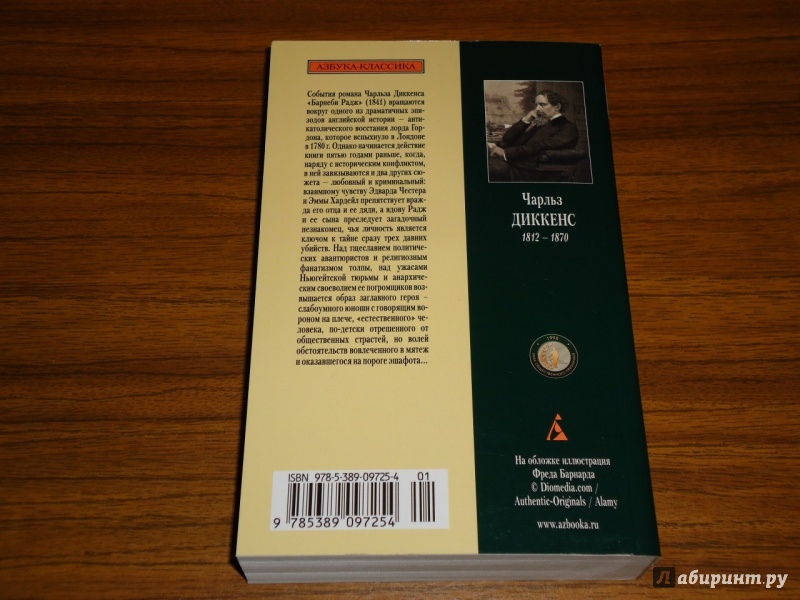 АЗБУКА-КЛАССИКА
События романа Чарльза Диккенса
«Барнеби Радж» (1841) вращаются
вокруг одного из драматичных эпи-
зодов английской истории — анти-
католического восстания лорда Гор-
дона, которое вспыхнуло в Лондоне
в 1780 г. Однако начинается действие
книги пятью годами раньше, когда,
наряду с историческим конфликтом,
в ней завязываются и два других сю-
жета — любовный и криминальный:
взаимному чувству Эдварда Честера
и Эммы Хардейл препятствует враж-
да его отца и ее дяди, а вдову Радж
и ее сына преследует загадочный
незнакомец, чья личность является
ключом к тайне сразу трех давних
убийств. Над тщеславием политичес-
ких авантюристов и религиозным
фанатизмом толпы, над ужасами
Ньюгейтской тюрьмы и анархичес-
ким своеволием ее погромщиков воз-
вышается образ заглавного героя –
слабоумного юноши с говорящим во-
роном на плече, «естественного» че-
ловека, по-детски отрешенного от
общественных страстей, но волей
обстоятельств вовлеченного в мятеж
и оказавшегося на пороге эшафота...
ISBN 978-5-389-09725-4
01
9 785389 097254
Чарльз
ДИККЕНС
1812 – 1870
На обложке иллюстрация
Фреда Барнарда
© Diomedia.com /
Authentic-Originals / Alamy
www.azbooka.ru
Лабиринт.ру